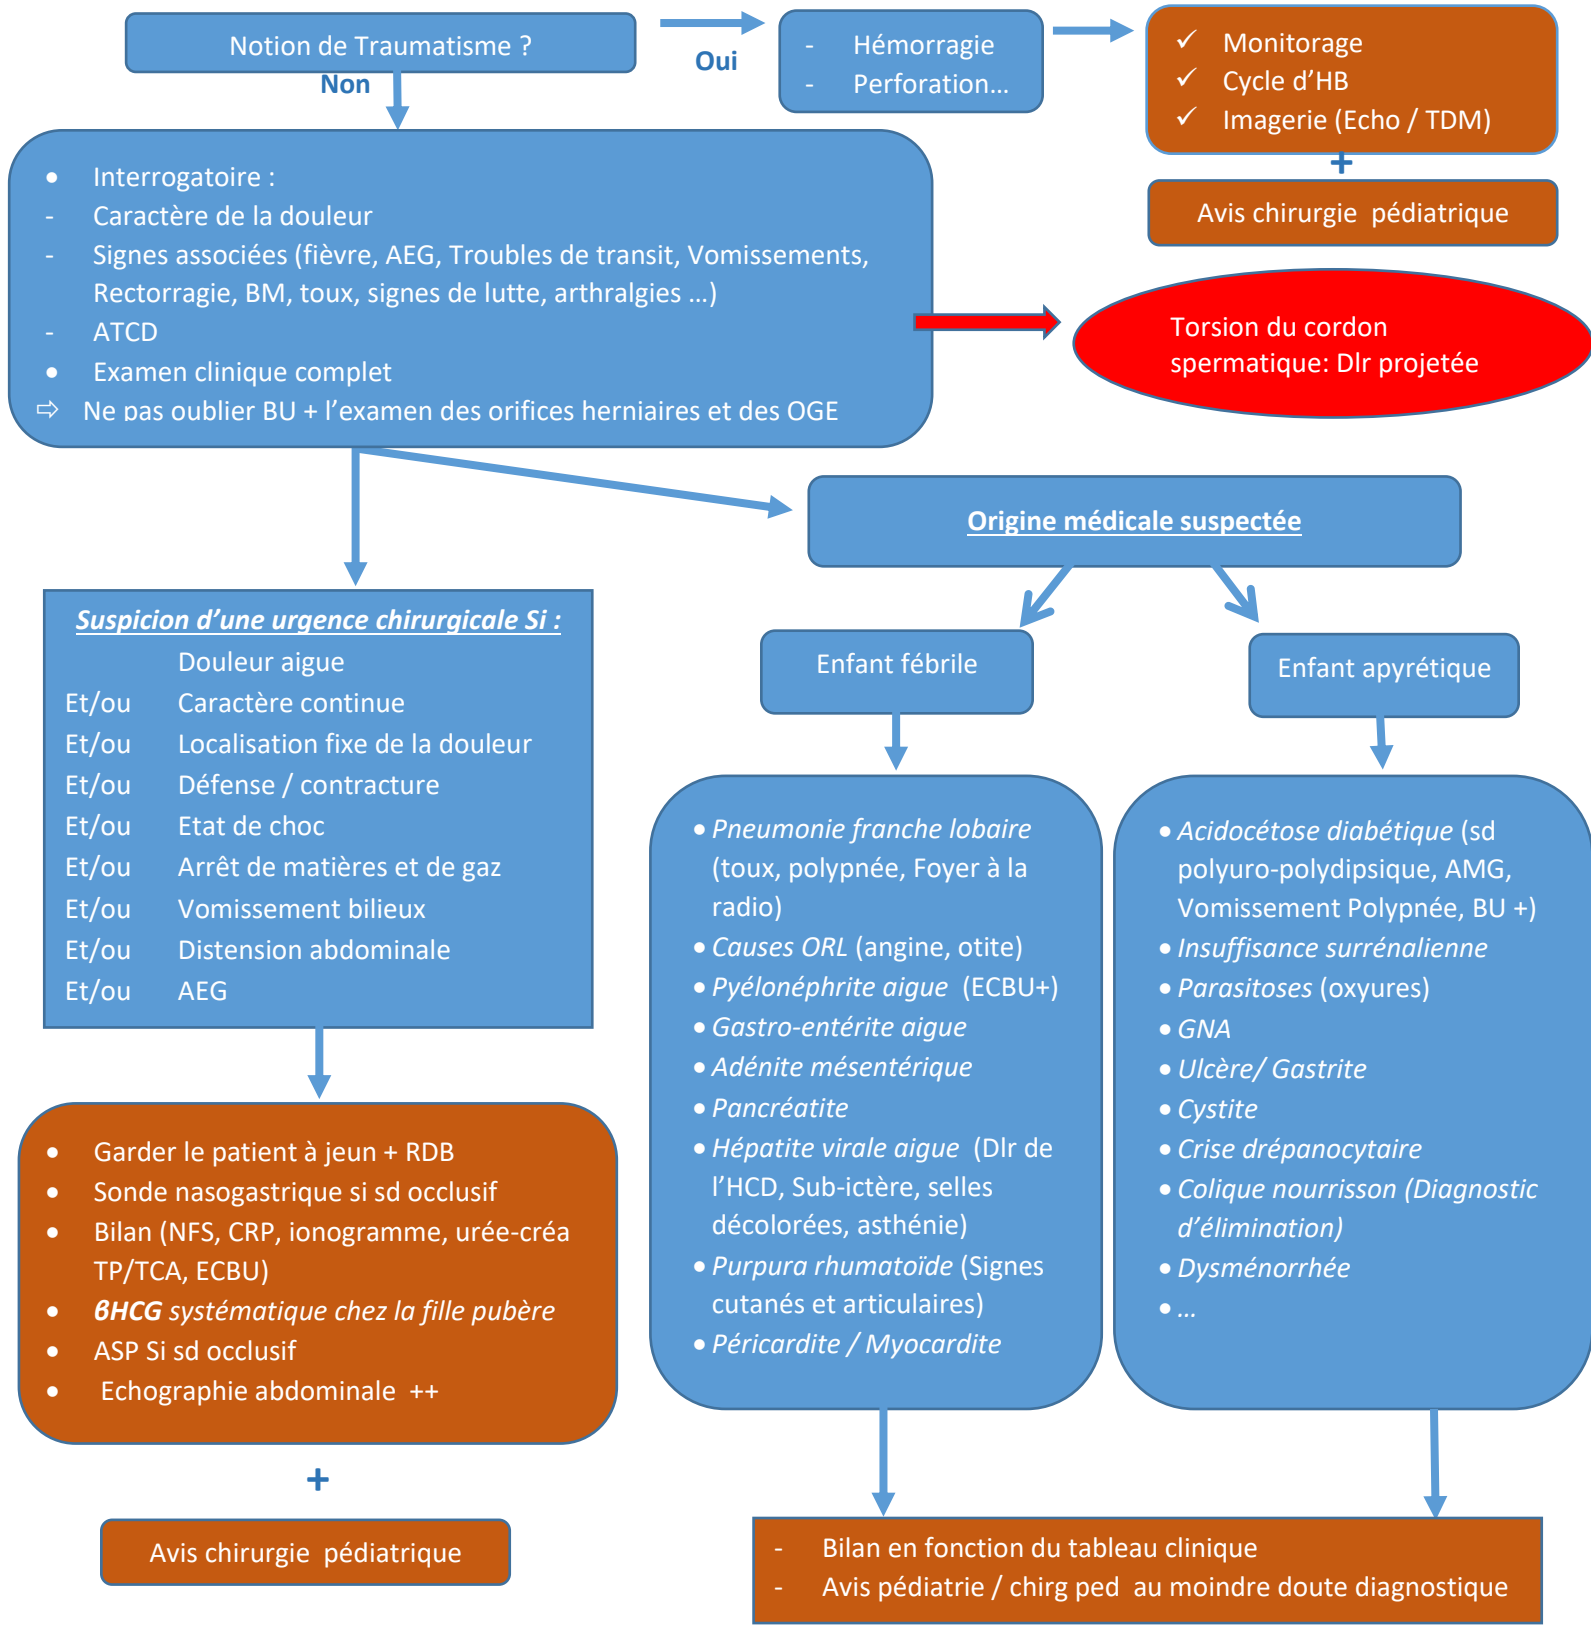 Notion de Traumatisme ?
Oui
Non
- Hémorragie
- Perforation…
✓ Monitorage
✓ Cycle d’HB
✓ Imagerie (Echo / TDM)
+
Avis chirurgie pédiatrique
• Interrogatoire :
- Caractère de la douleur
- Signes associées (fièvre, AEG, Troubles de transit, Vomissements,
Rectorragie, BM, toux, signes de lutte, arthralgies …)
- ATCD
• Examen clinique complet
⇨ Ne pas oublier BU + l’examen des orifices herniaires et des OGE
Torsion du cordon
spermatique: Dlr projetée
Origine médicale suspectée
Suspicion d’une urgence chirurgicale Si :
Douleur aigue
Et/ou Caractère continue
Et/ou Localisation fixe de la douleur
Et/ou Défense / contracture
Et/ou Etat de choc
Et/ou Arrêt de matières et de gaz
Et/ou Vomissement bilieux
Et/ou Distension abdominale
Et/ou AEG
• Garder le patient à jeun + RDB
• Sonde nasogastrique si sd occlusif
• Bilan (NFS, CRP, ionogramme, urée-créa
TP/TCA, ECBU)
• βHCG systématique chez la fille pubère
• ASP Si sd occlusif
• Echographie abdominale ++
+
Avis chirurgie pédiatrique
Enfant fébrile
• Pneumonie franche lobaire
(toux, polypnée, Foyer à la
radio)
• Causes ORL (angine, otite)
• Pyélonéphrite aigue (ECBU+)
• Gastro-entérite aigue
• Adénite mésentérique
• Pancréatite
• Hépatite virale aigue (Dlr de
l’HCD, Sub-ictère, selles
décolorées, asthénie)
• Purpura rhumatoïde (Signes
cutanés et articulaires)
• Péricardite / Myocardite
Enfant apyrétique
• Acidocétose diabétique (sd
polyuro-polydipsique, AMG,
Vomissement Polypnée, BU +)
• Insuffisance surrénalienne
• Parasitoses (oxyures)
• GNA
• Ulcère/ Gastrite
• Cystite
• Crise drépanocytaire
• Colique nourrisson (Diagnostic
d’élimination)
• Dysménorrhée
• …
- Bilan en fonction du tableau clinique
- Avis pédiatrie / chirg ped au moindre doute diagnostique